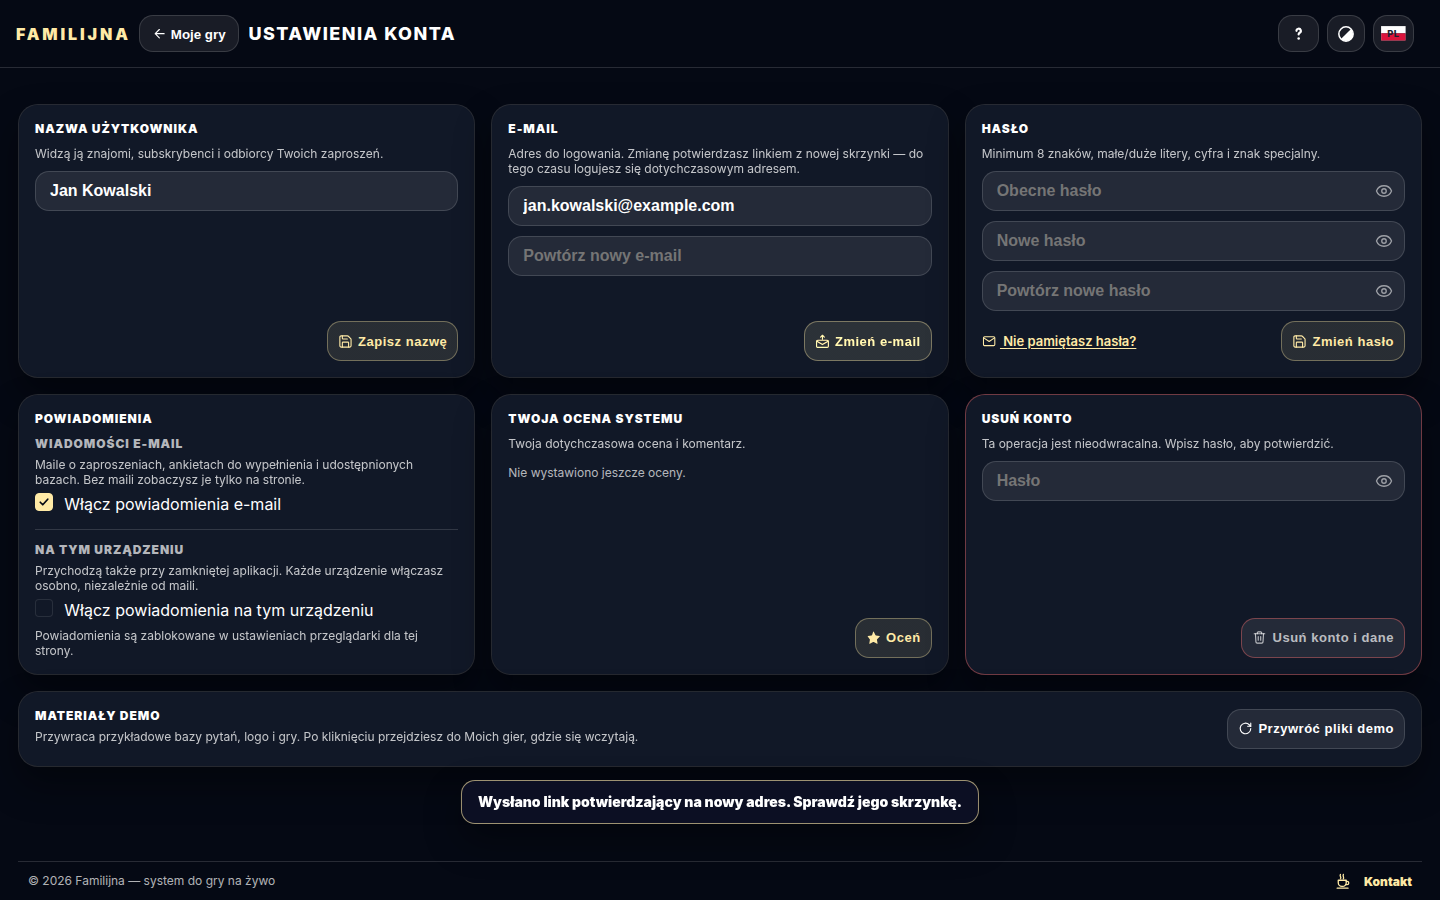 FAMILIJNA
← Moje gry
USTAWIENIA KONTA
?
PL
NAZWA UŻYTKOWNIKA
Widzą ją znajomi, subskrybenci i odbiorcy Twoich zaproszeń.
Jan Kowalski
Zapisz nazwę
E-MAIL
Adres do logowania. Zmianę potwierdzasz linkiem z nowej skrzynki — do
tego czasu logujesz się dotychczasowym adresem.
jan.kowalski@example.com
Powtórz nowy e-mail
Zmień e-mail
HASŁO
Minimum 8 znaków, małe/duże litery, cyfra i znak specjalny.
Obecne hasło
Nowe hasło
Powtórz nowe hasło
Nie pamiętasz hasła?
Zmień hasło
POWIADOMIENIA
WIADOMOŚCI E-MAIL
Maile o zaproszeniach, ankietach do wypełnienia i udostępnionych
bazach. Bez maili zobaczysz je tylko na stronie.
Włącz powiadomienia e-mail
NA TYM URZĄDZENIU
Przychodzą także przy zamkniętej aplikacji. Każde urządzenie włączasz
osobno, niezależnie od maili.
Włącz powiadomienia na tym urządzeniu
Powiadomienia są zablokowane w ustawieniach przeglądarki dla tej
strony.
TWOJA OCENA SYSTEMU
Twoja dotychczasowa ocena i komentarz.
Nie wystawiono jeszcze oceny.
Oceń
USUŃ KONTO
Ta operacja jest nieodwracalna. Wpisz hasło, aby potwierdzić.
Hasło
Usuń konto i dane
MATERIAŁY DEMO
Przywraca przykładowe bazy pytań, logo i gry. Po kliknięciu przejdziesz do Moich gier, gdzie się wczytają.
Przywróć pliki demo
Wysłano link potwierdzający na nowy adres. Sprawdź jego skrzynkę.
© 2026 Familijna — system do gry na żywo
Kontakt